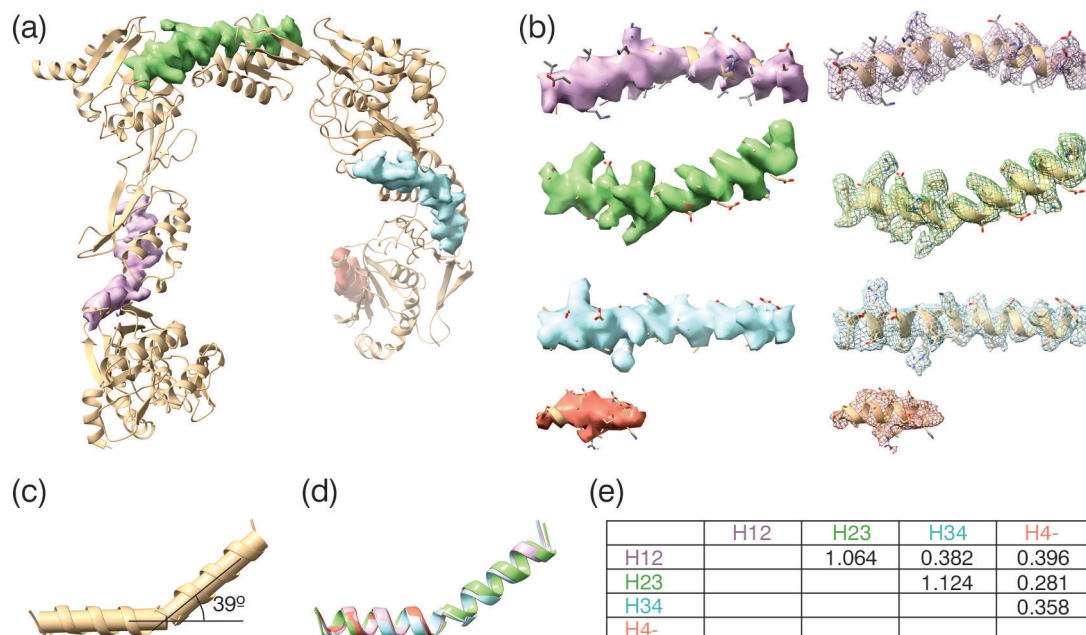 (a)
(b)
(c)
39º
(d)
(e)
H12 H23 H34 H4-
H12 1.064 0.382 0.396
H23 1.124 0.281
H34 0.358
H4-